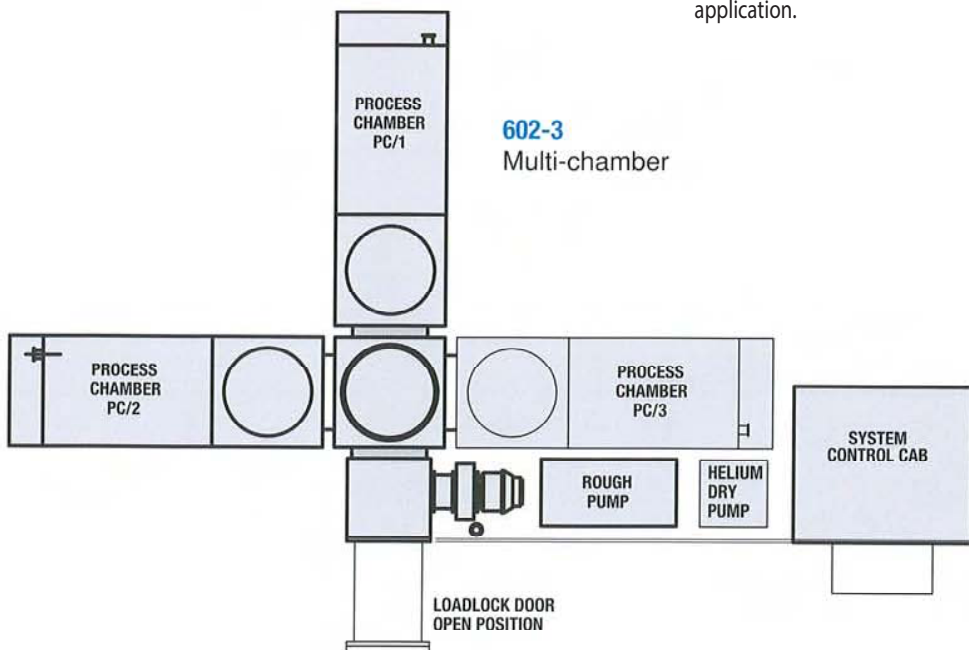 application.
PROCESS
CHAMBER
PC/1
602-3
Multi-chamber
PROCESS
CHAMBER
PC/2
PROCESS
CHAMBER
PC/3
SYSTEM
CONTROL CAB
ROUGH
PUMP
HELIUM
DRY
PUMP
LOADLOCK DOOR
OPEN POSITION